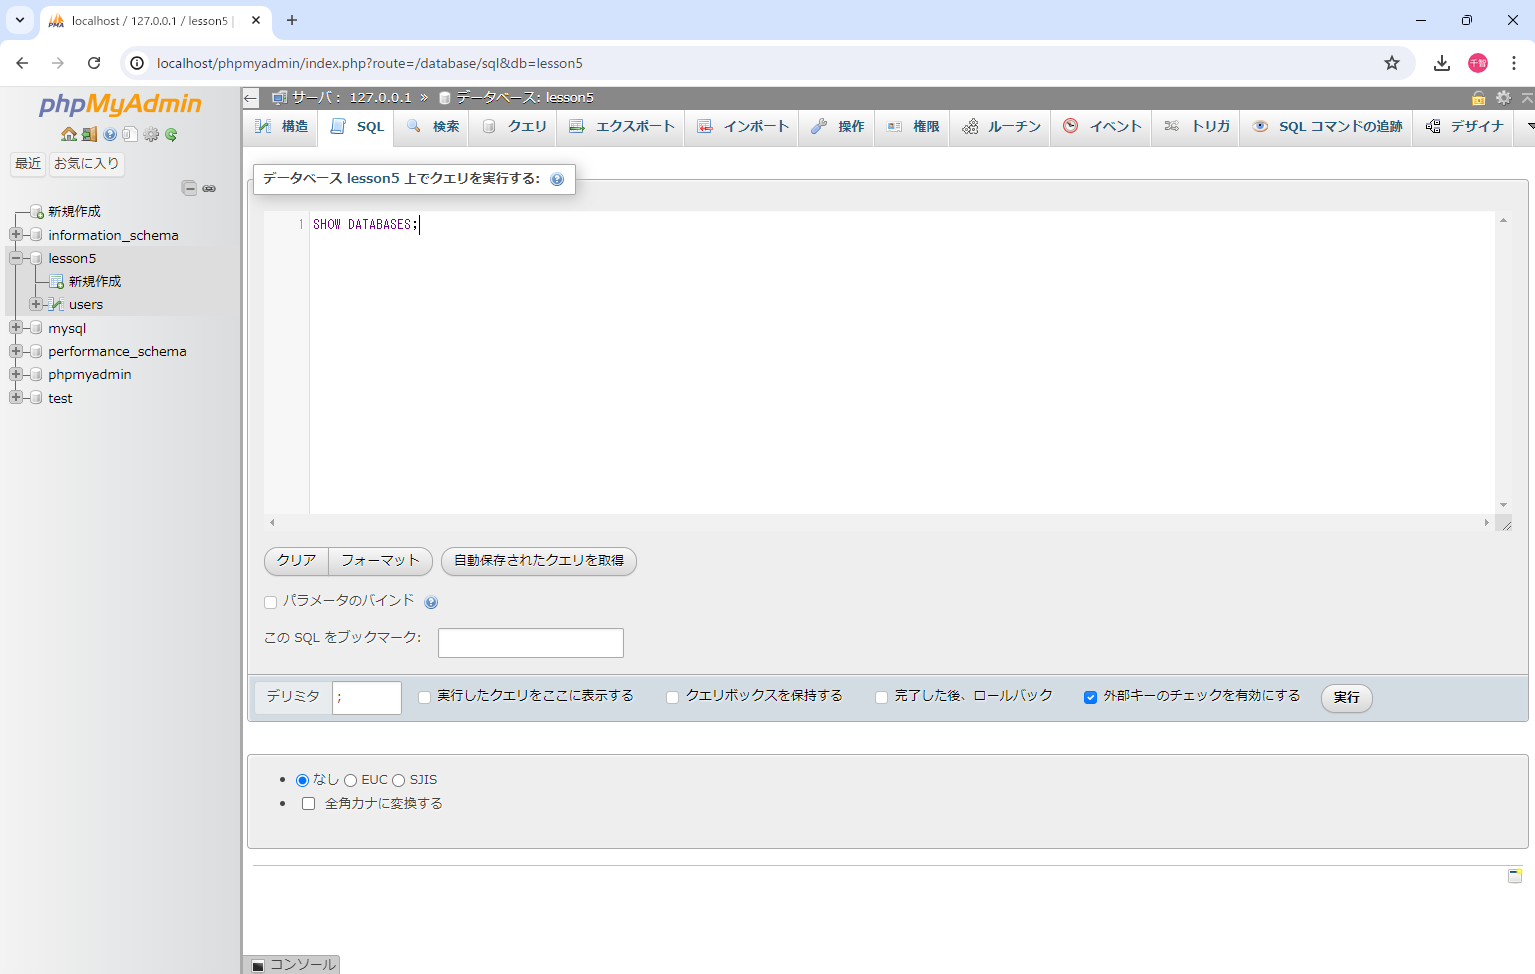 localhost / 127.0.0.1 / lesson5 |
localhost/phpmyadmin/index.php?route=/database/sql&db=lesson5
千智
phpMyAdmin
最近 お気に入り
新規作成
information_schema
lesson5
新規作成
users
mysql
performance_schema
phpmyadmin
test
サーバ： 127.0.0.1 » データベース: lesson5
構造 SQL 検索 クエリ エクスポート インポート 操作 権限 ルーチン イベント トリガ SQL コマンドの追跡 デザイナ
データベース lesson5 上でクエリを実行する:
1 SHOW DATABASES;
クリア フォーマット 自動保存されたクエリを取得
パラメータのバインド
この SQL をブックマーク:
デリミタ ; 実行したクエリをここに表示する クエリボックスを保持する 完了した後、ロールバック 外部キーのチェックを有効にする 実行
なし EUC SJIS
全角カナに変換する
コンソール